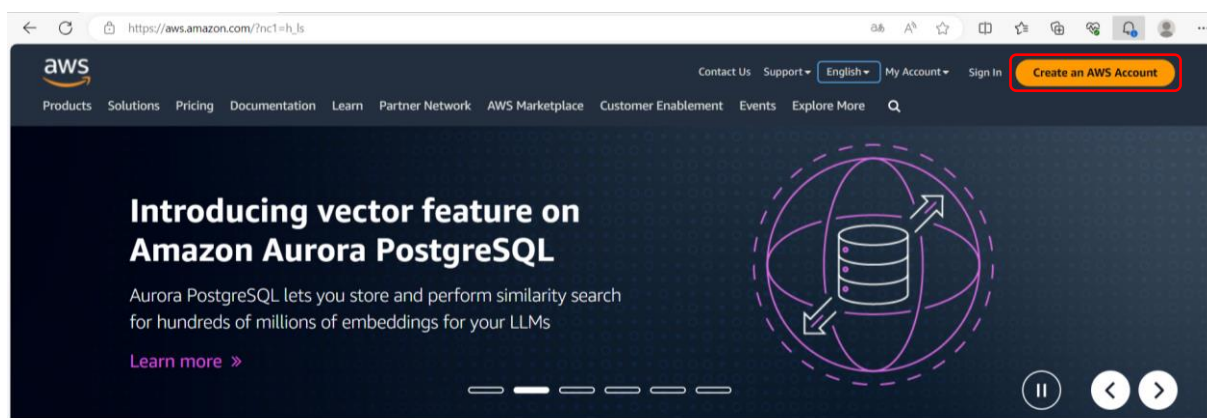 https://aws.amazon.com/?nc1=h_ls
aws
Contact Us Support English My Account Sign In Create an AWS Account
Products Solutions Pricing Documentation Learn Partner Network AWS Marketplace Customer Enablement Events Explore More
Introducing vector feature on
Amazon Aurora PostgreSQL
Aurora PostgreSQL lets you store and perform similarity search
for hundreds of millions of embeddings for your LLMs
Learn more »